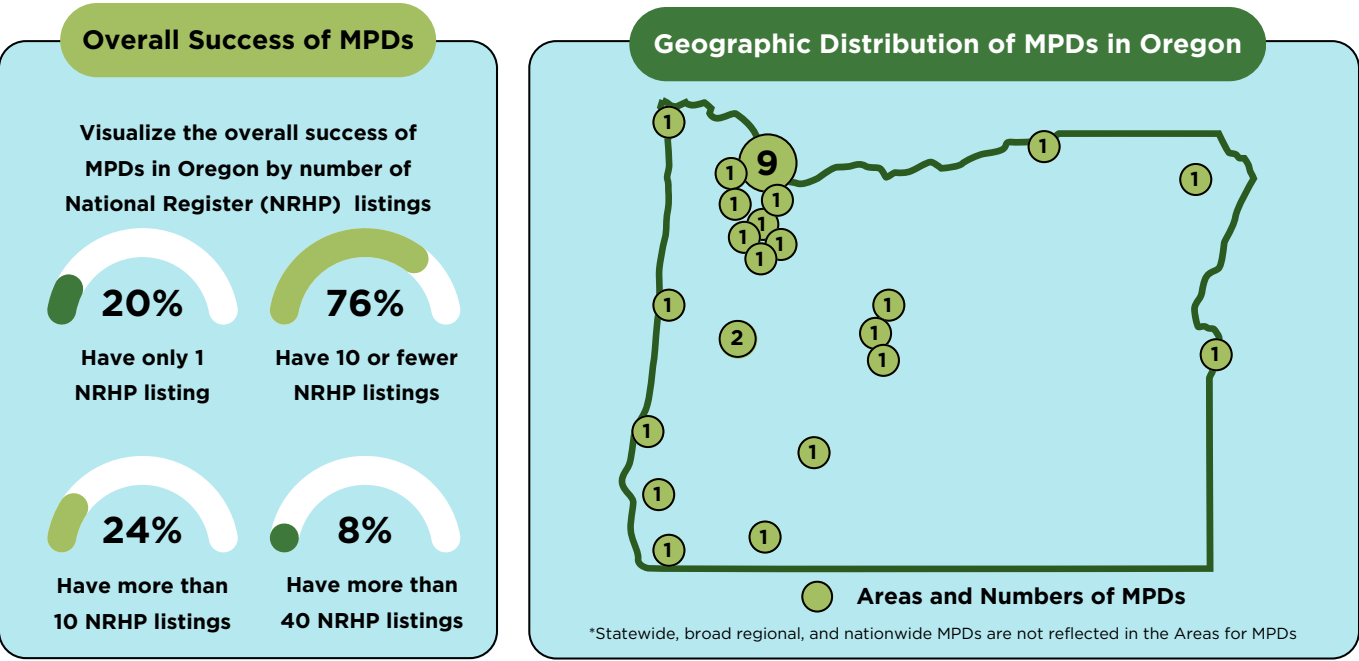 Overall Success of MPDs
Visualize the overall success of
MPDs in Oregon by number of
National Register (NRHP) listings
20%
Have only 1
NRHP listing
76%
Have 10 or fewer
NRHP listings
24%
Have more than
10 NRHP listings
8%
Have more than
40 NRHP listings
Geographic Distribution of MPDs in Oregon
1
9
1
1
1
1
1
1
1
1
1
1
1
2
1
1
1
1
1
1
1
1
1
Areas and Numbers of MPDs
*Statewide, broad regional, and nationwide MPDs are not reflected in the Areas for MPDs